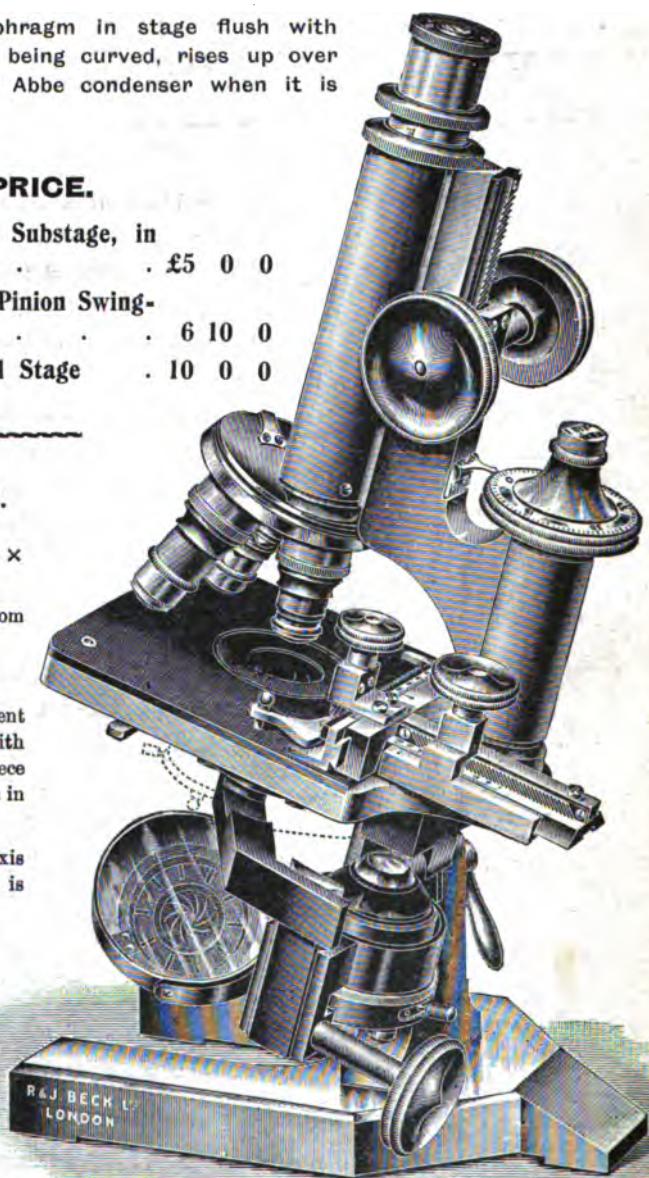 phragm in stage flush with
being curved, rises up over
Abbe condenser when it is
PRICE.
Substage, in
. . £5 0 0
Pinion Swing-
. . . . 6 10 0
l Stage . 10 0 0
.
×
om
ent
ith
ece
in
xis
is
R & J. BECK Lᴰ
LONDON